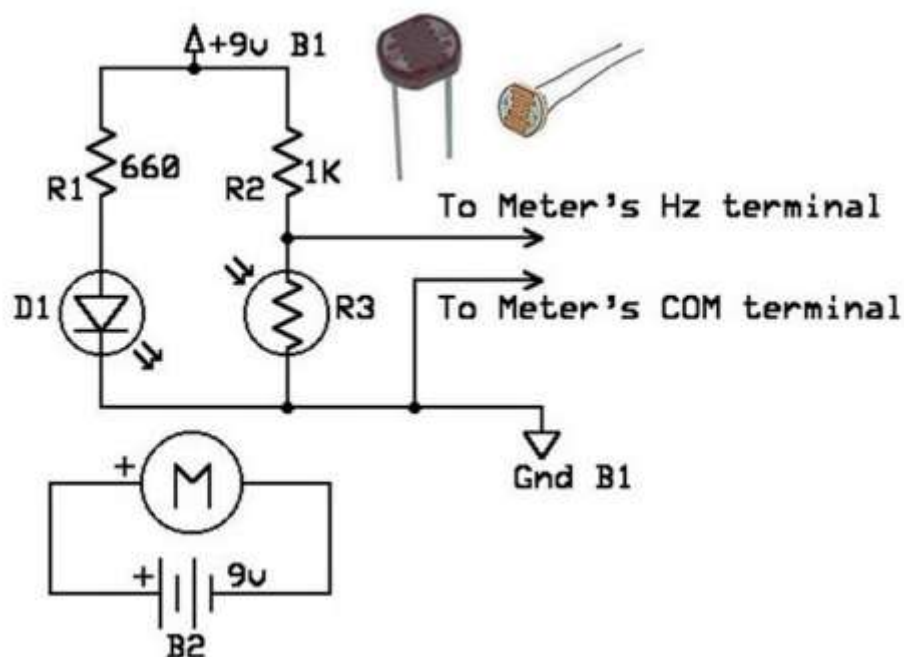 +9v B1
R1 660
R2 1K
To Meter's Hz terminal
D1
R3
To Meter's COM terminal
Gnd B1
+ M
+ 9v
B2